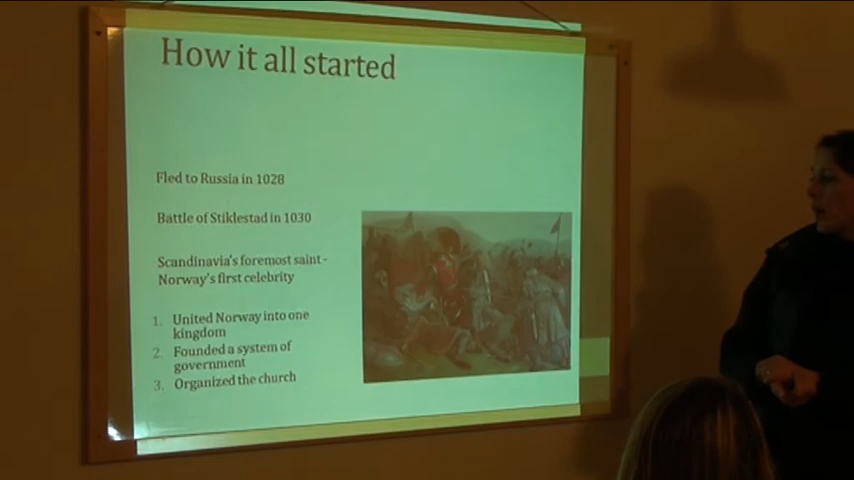 How it all started
Fled to Russia in 1028
Battle of Stiklestad in 1030
Scandinavia's foremost saint -
Norway's first celebrity
1. United Norway into one
kingdom
2. Founded a system of
government
3. Organized the church